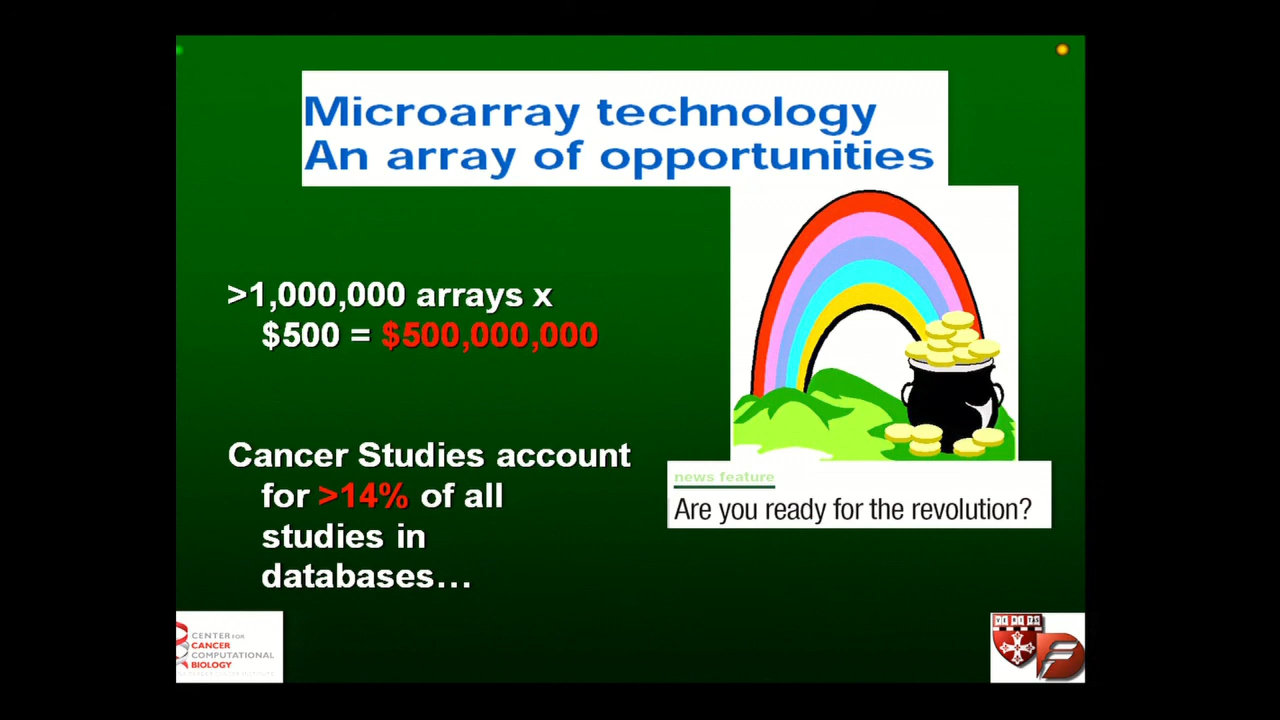 Microarray technology
An array of opportunities
>1,000,000 arrays x
$500 = $500,000,000
Cancer Studies account
for >14% of all
studies in
databases…
news feature
Are you ready for the revolution?
CENTER FOR
CANCER
COMPUTATIONAL
BIOLOGY